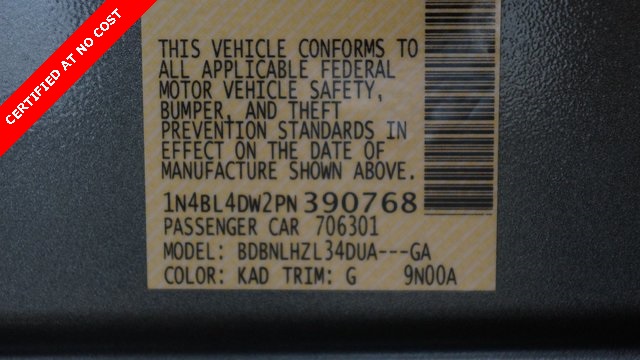 CERTIFIED AT NO COST
THIS VEHICLE CONFORMS TO
ALL APPLICABLE FEDERAL
MOTOR VEHICLE SAFETY,
BUMPER, AND THEFT
PREVENTION STANDARDS IN
EFFECT ON THE DATE OF
MANUFACTURE SHOWN ABOVE.
1N4BL4DW2PN390768
PASSENGER CAR 706301
MODEL: BDBNLHZL34DUA---GA
COLOR: KAD TRIM: G 9N00A